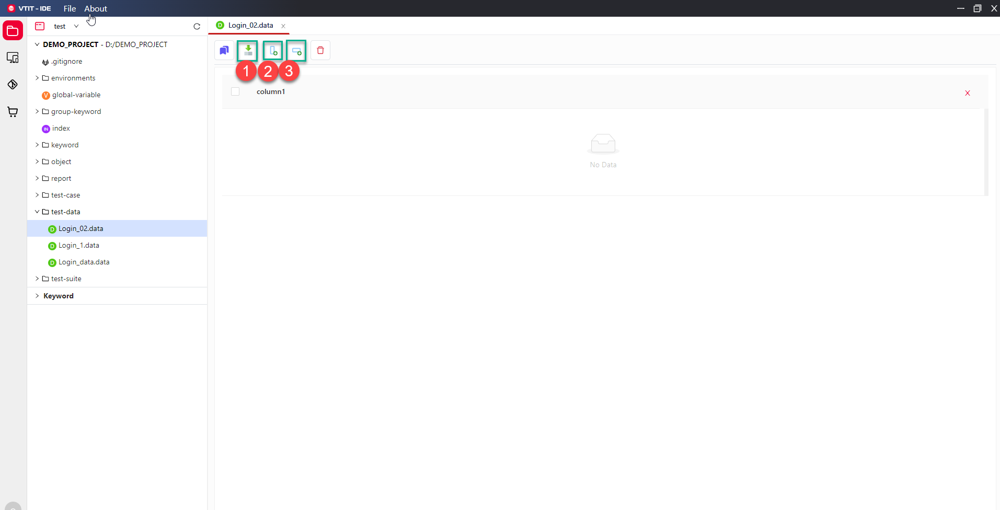 VTIT - IDE File About
test
Login_02.data
DEMO_PROJECT - D:/DEMO_PROJECT
.gitignore
environments
V global-variable
group-keyword
IN index
keyword
object
report
test-case
test-data
D Login_02.data
D Login_1.data
D Login_data.data
test-suite
Keyword
D
1 2 3
column1
X
No Data